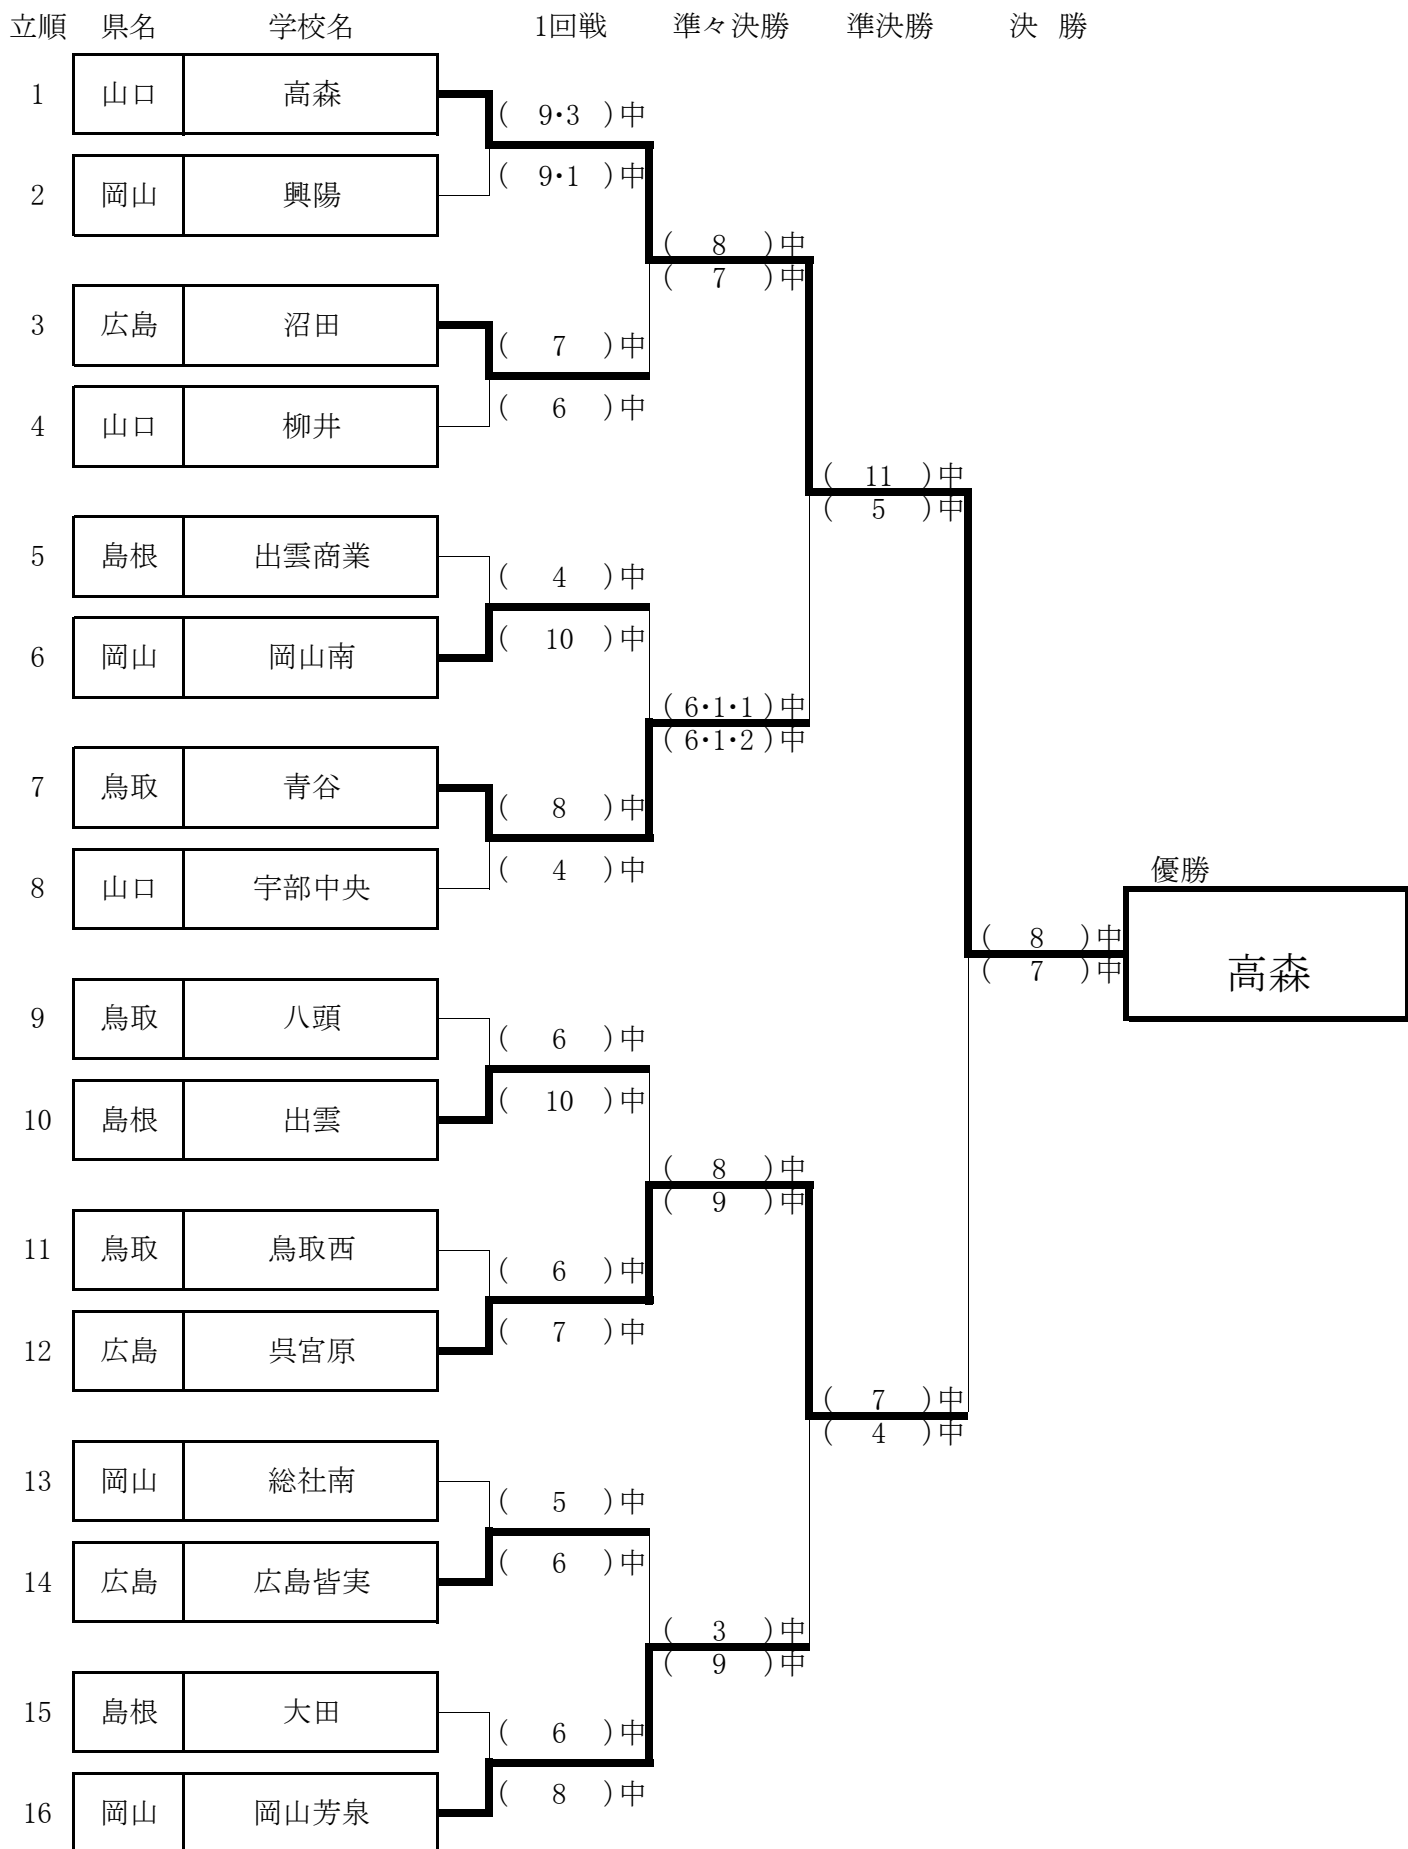 立順 県名 学校名 1回戦 準々決勝 準決勝 決 勝
1 山口 高森
( 9・3 )中
( 9・1 )中
2 岡山 興陽
( 8 )中
( 7 )中
3 広島 沼田
( 7 )中
( 6 )中
4 山口 柳井
( 11 )中
( 5 )中
5 島根 出雲商業
( 4 )中
( 10 )中
6 岡山 岡山南
( 6・1・1 )中
( 6・1・2 )中
7 鳥取 青谷
( 8 )中
( 4 )中
8 山口 宇部中央
優勝
( 8 )中
( 7 )中
高森
9 鳥取 八頭
( 6 )中
( 10 )中
10 島根 出雲
( 8 )中
( 9 )中
11 鳥取 鳥取西
( 6 )中
( 7 )中
12 広島 呉宮原
( 7 )中
( 4 )中
13 岡山 総社南
( 5 )中
( 6 )中
14 広島 広島皆実
( 3 )中
( 9 )中
15 島根 大田
( 6 )中
( 8 )中
16 岡山 岡山芳泉